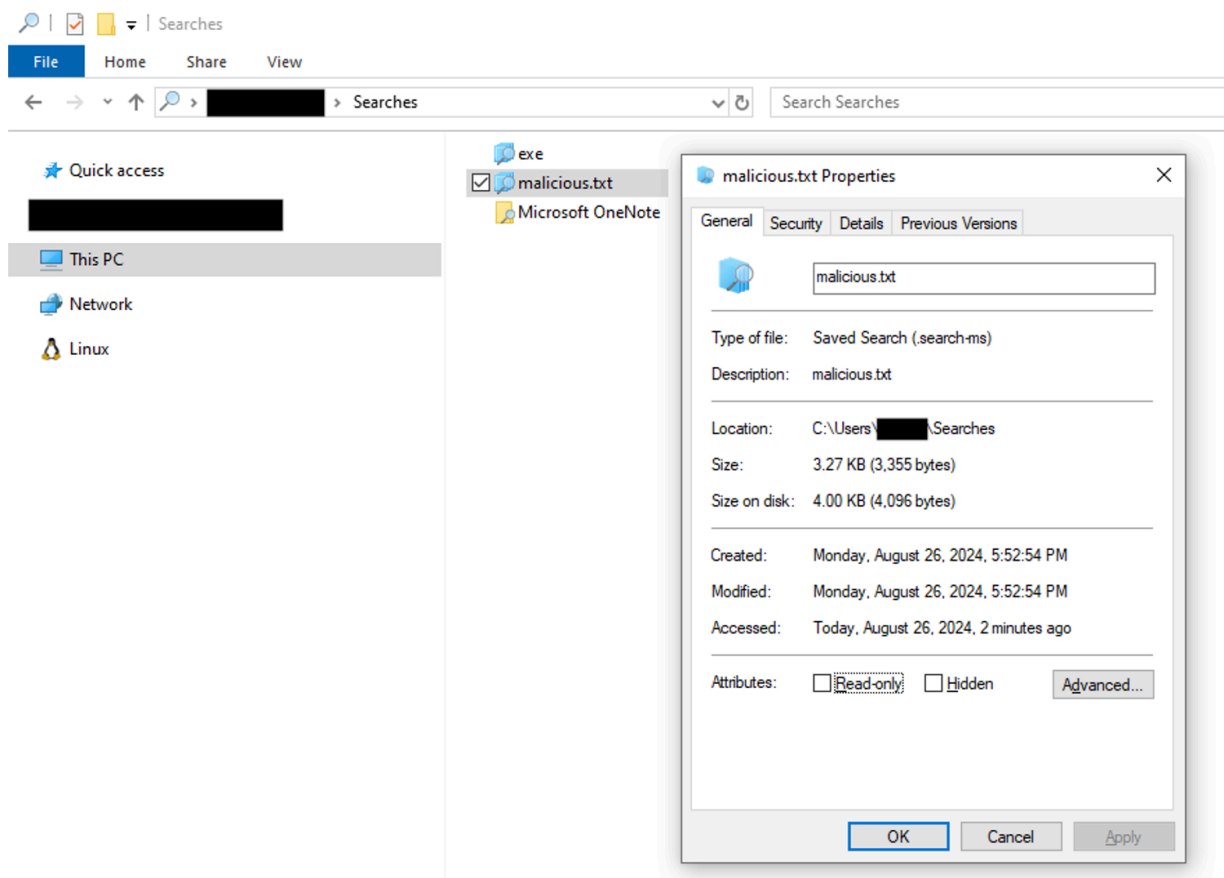 Searches
File Home Share View
Searches
Search Searches
Quick access
This PC
Network
Linux
exe
malicious.txt
Microsoft OneNote
malicious.txt Properties
General Security Details Previous Versions
malicious.txt
Type of file: Saved Search (.search-ms)
Description: malicious.txt
Location: C:\Users\ \Searches
Size: 3.27 KB (3,355 bytes)
Size on disk: 4.00 KB (4,096 bytes)
Created: Monday, August 26, 2024, 5:52:54 PM
Modified: Monday, August 26, 2024, 5:52:54 PM
Accessed: Today, August 26, 2024, 2 minutes ago
Attributes: Read-only Hidden Advanced...
OK Cancel Apply